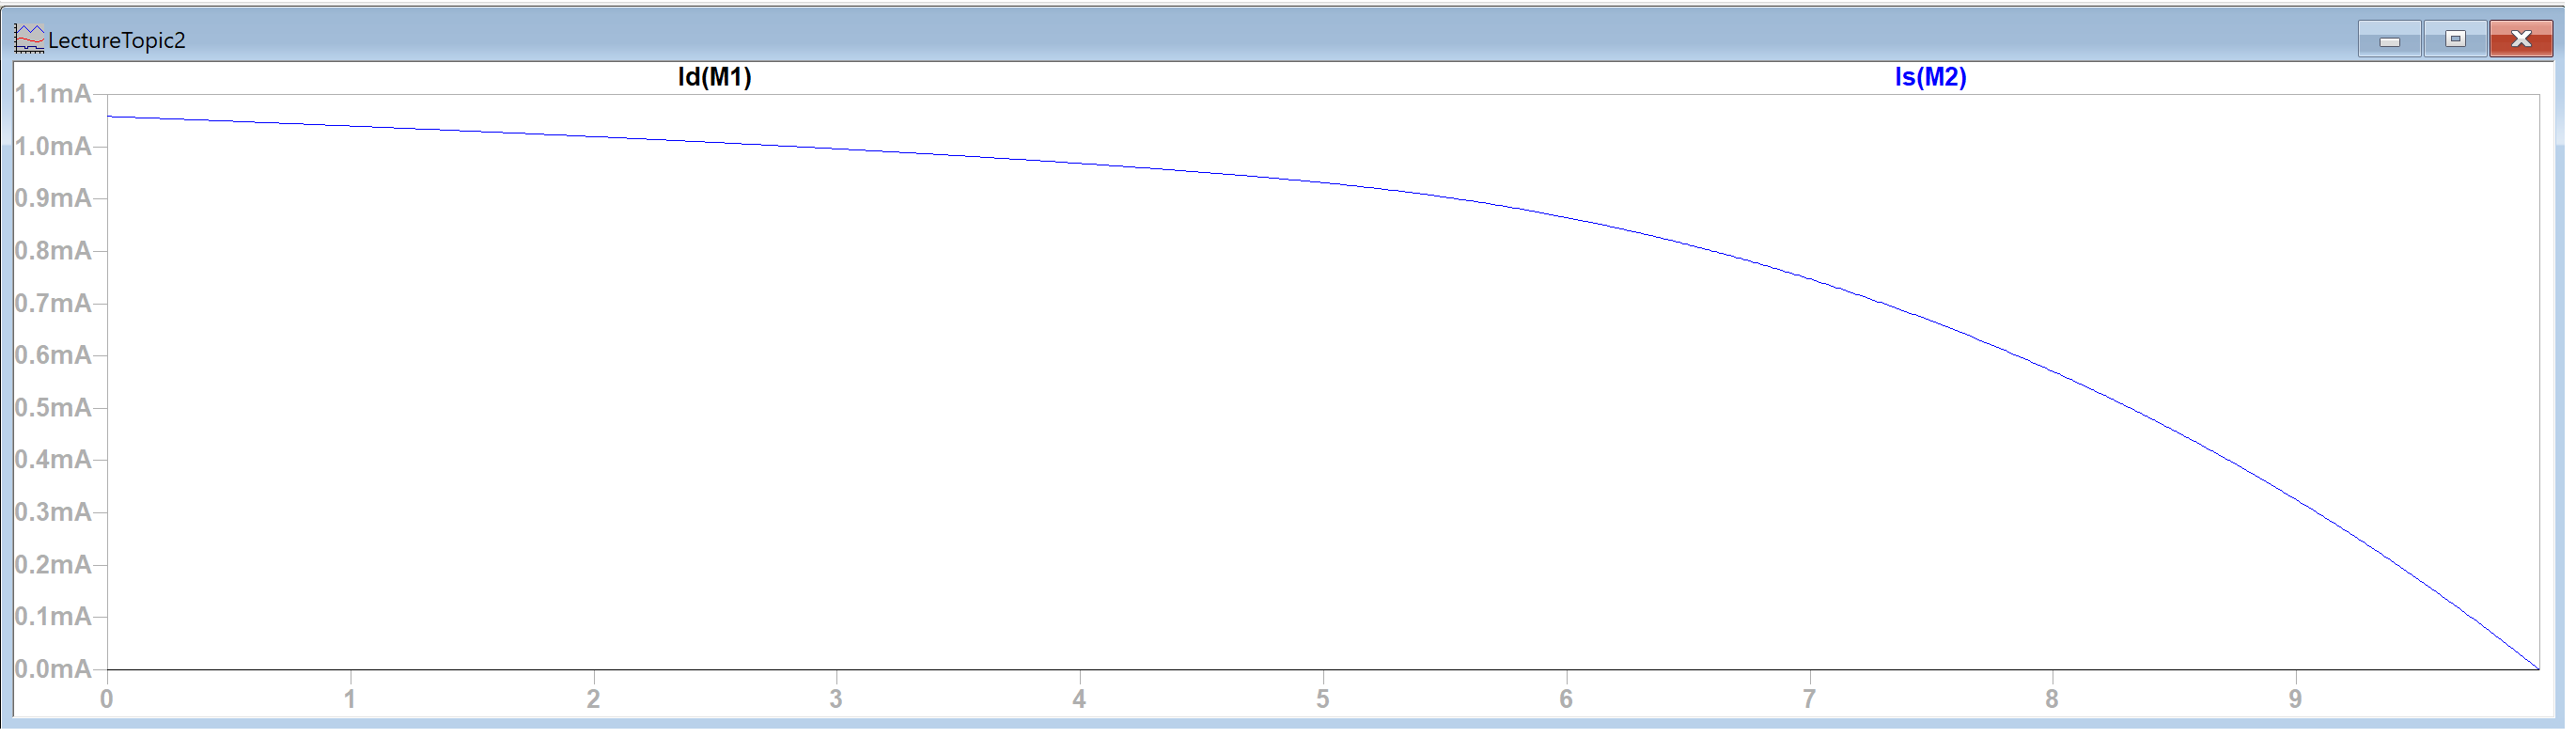 LectureTopic2
Id(M1) Is(M2)
1.1mA
1.0mA
0.9mA
0.8mA
0.7mA
0.6mA
0.5mA
0.4mA
0.3mA
0.2mA
0.1mA
0.0mA
0 1 2 3 4 5 6 7 8 9